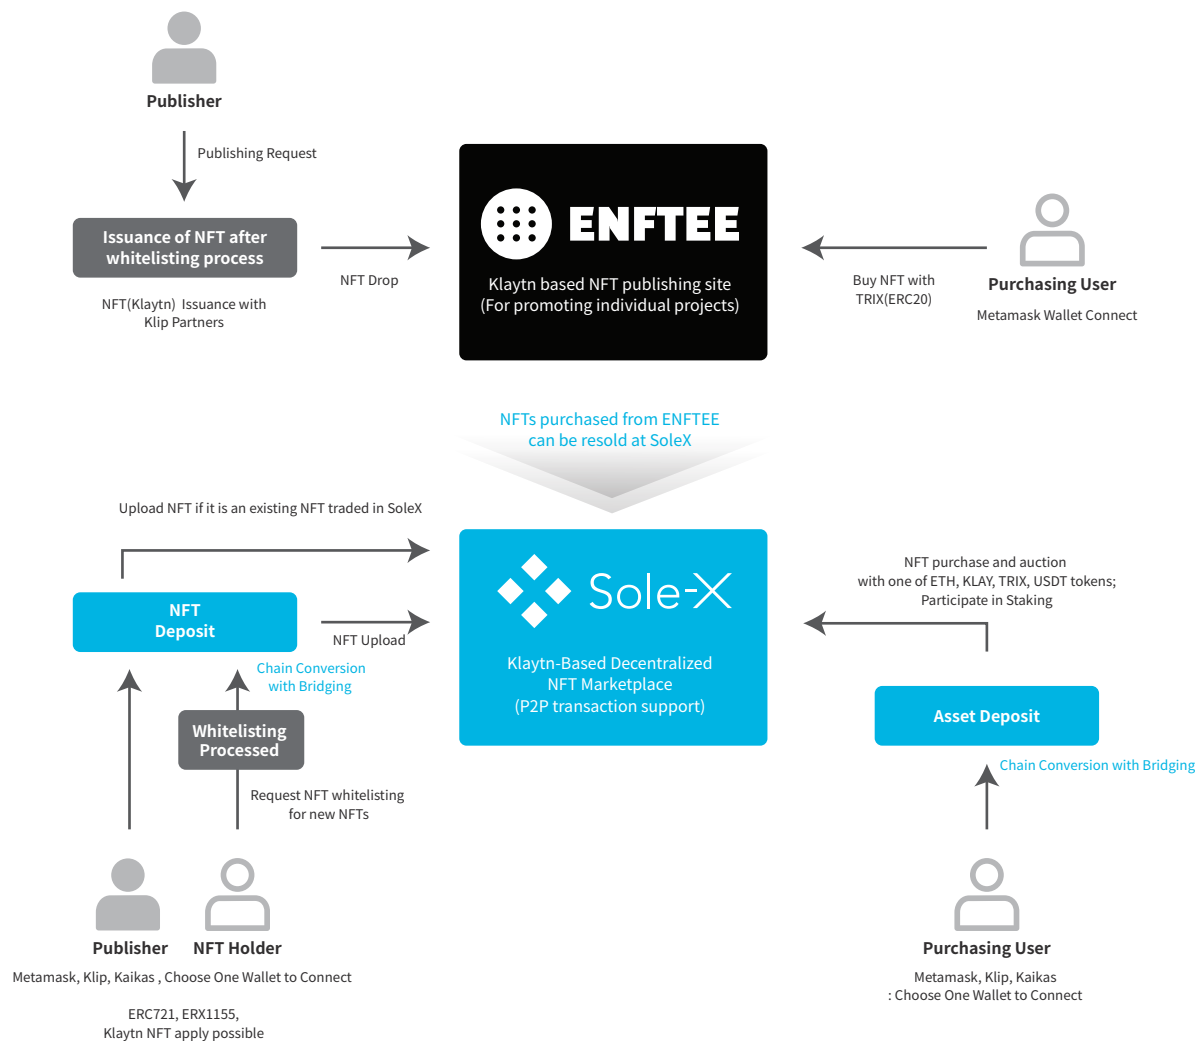 Publisher
Publishing Request
Issuance of NFT after
whitelisting process
NFT(Klaytn)  Issuance with
Klip Partners
NFT Drop
ENFTEE
Klaytn based NFT publishing site
(For promoting individual projects)
Buy NFT with
TRIX(ERC20)
Purchasing User
Metamask Wallet Connect
NFTs purchased from ENFTEE
can be resold at SoleX
Upload NFT if it is an existing NFT traded in SoleX
NFT
Deposit
NFT Upload
Chain Conversion
with Bridging
Whitelisting
Processed
Request NFT whitelisting
for new NFTs
Publisher
NFT Holder
Metamask, Klip, Kaikas , Choose One Wallet to Connect
ERC721, ERX1155,
Klaytn NFT apply possible
Sole-X
Klaytn-Based Decentralized
NFT Marketplace
(P2P transaction support)
NFT purchase and auction
with one of ETH, KLAY, TRIX, USDT tokens;
Participate in Staking
Asset Deposit
Chain Conversion with Bridging
Purchasing User
Metamask, Klip, Kaikas
: Choose One Wallet to Connect